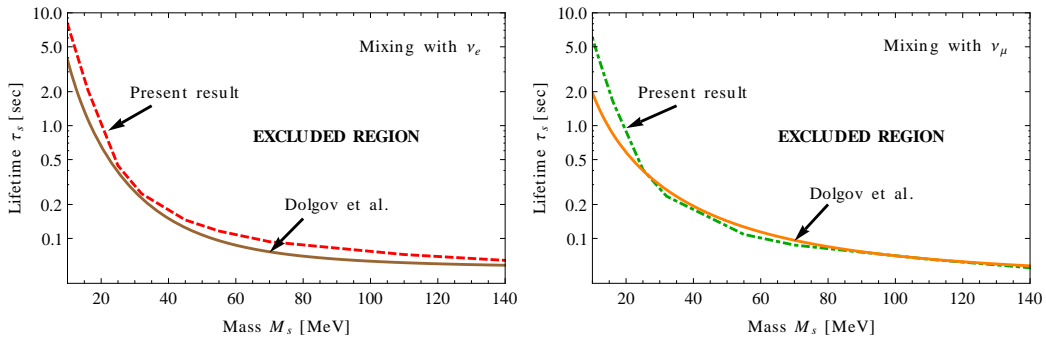 Mixing with νe
Present result
EXCLUDED REGION
Dolgov et al.
Lifetime τs [sec]
10.0
5.0
2.0
1.0
0.5
0.2
0.1
20 40 60 80 100 120 140
Mass Ms [MeV]
Mixing with νμ
Present result
EXCLUDED REGION
Dolgov et al.
Lifetime τs [sec]
10.0
5.0
2.0
1.0
0.5
0.2
0.1
20 40 60 80 100 120 140
Mass Ms [MeV]